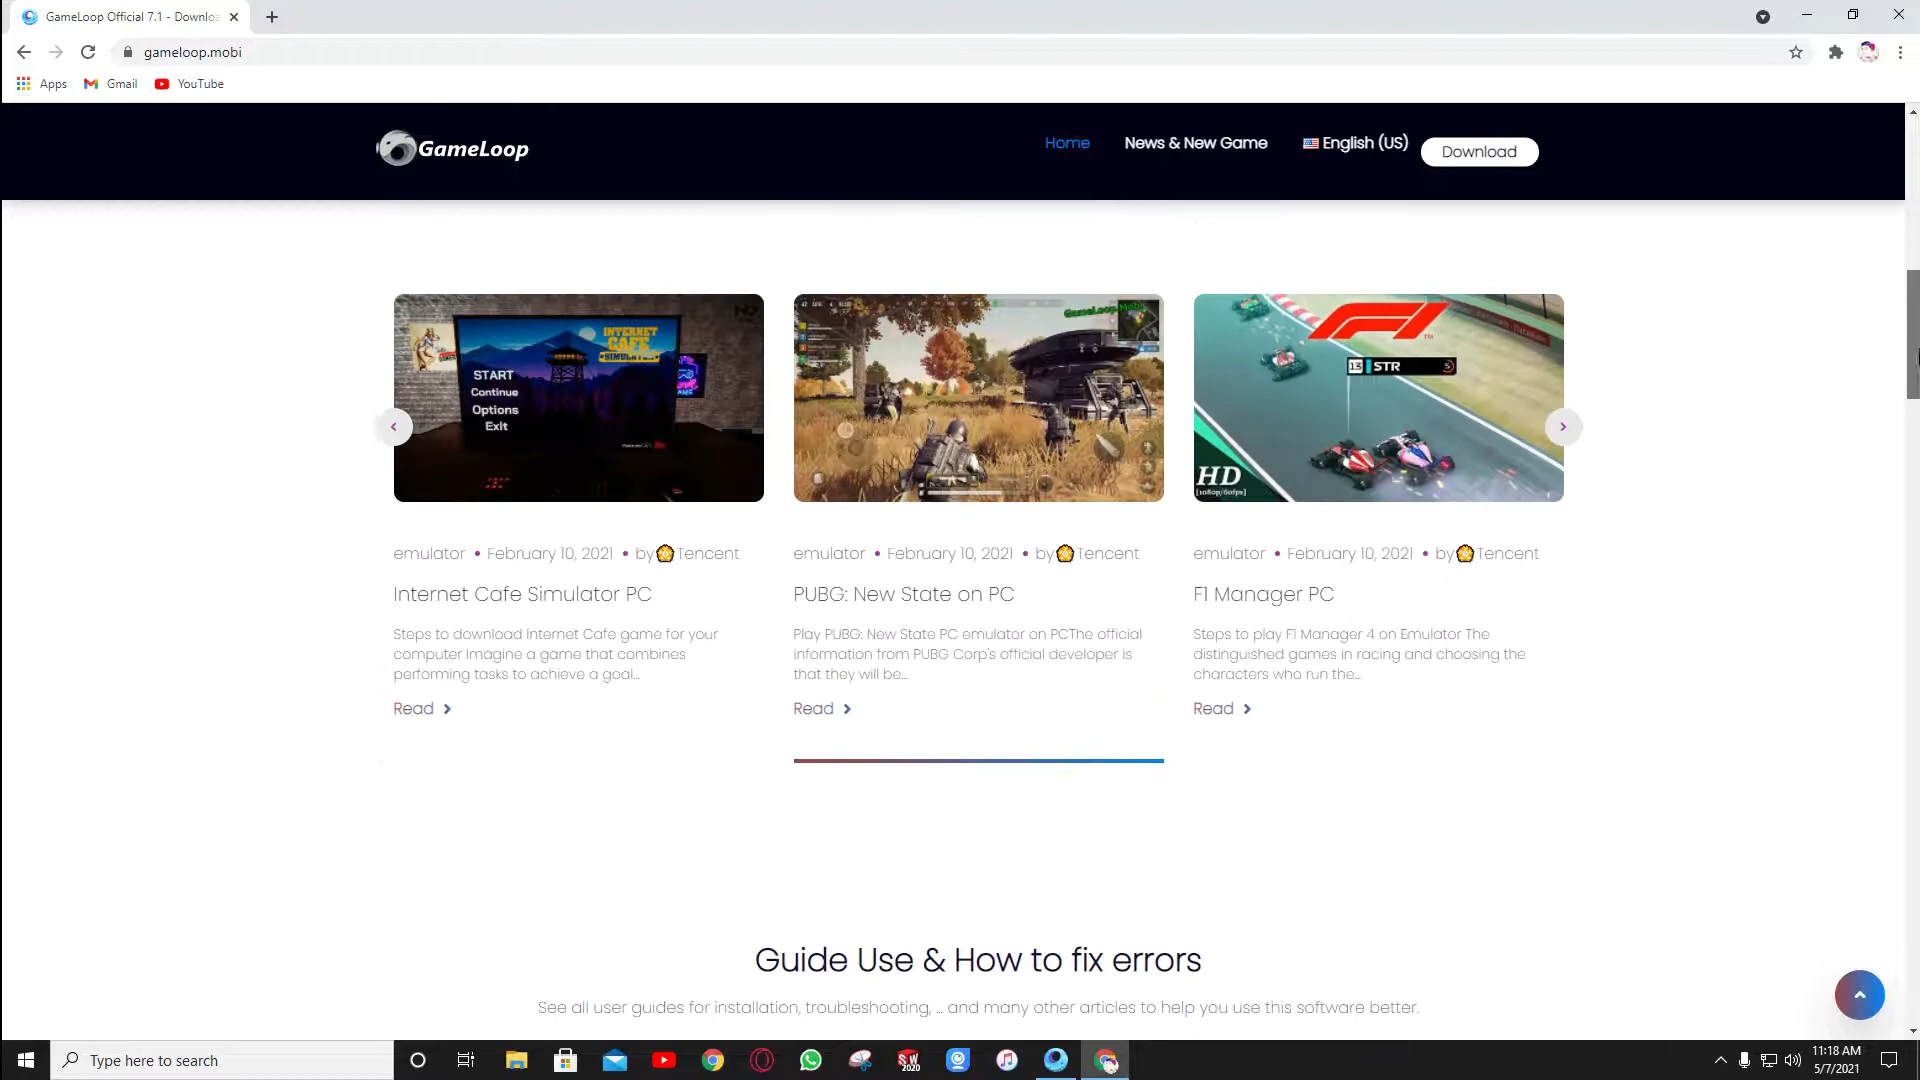 GameLoop Official 7.1 - Downlo
gameloop.mobi
Apps
Gmail
YouTube
GameLoop
Home
News & New Game
English (US)
Download
INTERNET
CAFE
SIMULATOR
START
Continue
Options
Exit
F1
13 STR
HD
[1080p/60fps]
emulator • February 10, 2021 • by Tencent
emulator • February 10, 2021 • by Tencent
emulator • February 10, 2021 • by Tencent
Internet Cafe Simulator PC
PUBG: New State on PC
F1 Manager PC
Steps to download Internet Cafe game for your
computer Imagine a game that combines
performing tasks to achieve a goal...
Play PUBG: New State PC emulator on PCThe official
information from PUBG Corp's official developer is
that they will be...
Steps to play F1 Manager 4 on Emulator The
distinguished games in racing and choosing the
characters who run the...
Read
Read
Read
Guide Use & How to fix errors
See all user guides for installation, troubleshooting, ... and many other articles to help you use this software better.
Type here to search
SW
2020
11:18 AM
5/7/2021